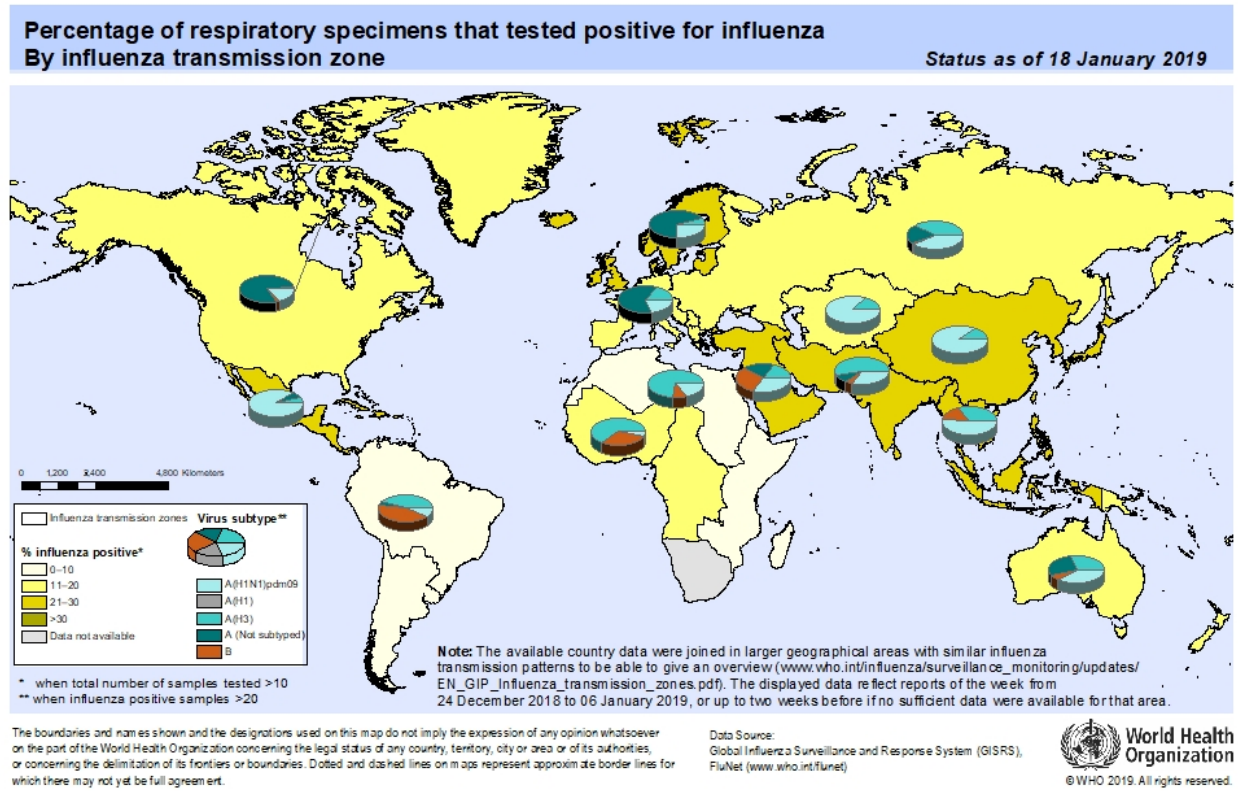 Percentage of respiratory specimens that tested positive for influenza
By influenza transmission zone
Status as of 18 January 2019
0 1,200 2,400 4,800 Kilometers
Influenza transmission zones
Virus subtype**
% influenza positive*
0–10
11–20
21–30
>30
Data not available
A(H1N1)pdm09
A(H1)
A(H3)
A (Not subtyped)
B
* when total number of samples tested >10
** when influenza positive samples >20
Note: The available country data were joined in larger geographical areas with similar influenza
transmission patterns to be able to give an overview (www.who.int/influenza/surveillance_monitoring/updates/
EN_GIP_Influenza_transmission_zones.pdf). The displayed data reflect reports of the week from
24 December 2018 to 06 January 2019, or up to two weeks before if no sufficient data were available for that area.
The boundaries and names shown and the designations used on this map do not imply the expression of any opinion whatsoever
on the part of the World Health Organization concerning the legal status of any country, territory, city or area or of its authorities,
or concerning the delimitation of its frontiers or boundaries. Dotted and dashed lines on maps represent approximate border lines for
which there may not yet be full agreement.
Data Source:
Global Influenza Surveillance and Response System (GISRS),
FluNet (www.who.int/flunet)
World Health
Organization
© WHO 2019. All rights reserved.